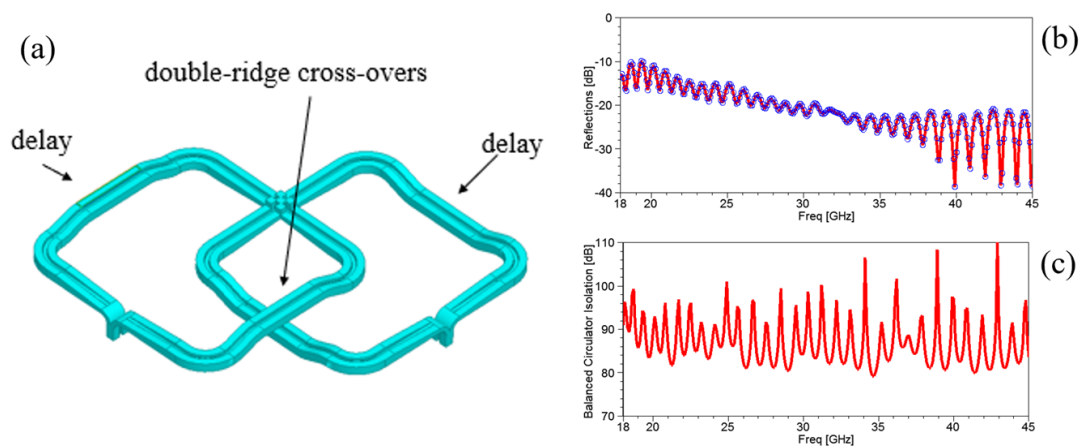 (a)
double-ridge cross-overs
delay
delay
(b)
Reflections [dB]
0
-10
-20
-30
-40
18 20 25 30 35 40 45
Freq [GHz]
(c)
Balanced Circulator Isolation [dB]
110
100
90
80
70
18 20 25 30 35 40 45
Freq [GHz]